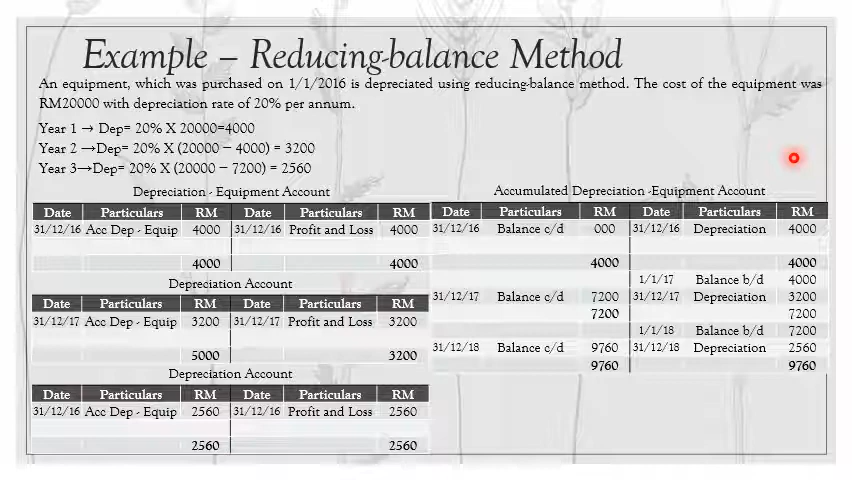 Example – Reducing-balance Method
An equipment, which was purchased on 1/1/2016 is depreciated using reducing-balance method. The cost of the equipment was
RM20000 with depreciation rate of 20% per annum.
Year 1 → Dep= 20% X 20000=4000
Year 2 →Dep= 20% X (20000 – 4000) = 3200
Year 3→Dep= 20% X (20000 – 7200) = 2560
Depreciation - Equipment Account
Date Particulars RM Date Particulars RM
31/12/16 Acc Dep - Equip 4000 31/12/16 Profit and Loss 4000
4000 4000
Depreciation Account
Date Particulars RM Date Particulars RM
31/12/17 Acc Dep - Equip 3200 31/12/17 Profit and Loss 3200
5000 3200
Depreciation Account
Date Particulars RM Date Particulars RM
31/12/16 Acc Dep - Equip 2560 31/12/16 Profit and Loss 2560
2560 2560
Accumulated Depreciation -Equipment Account
Date Particulars RM Date Particulars RM
31/12/16 Balance c/d 000 31/12/16 Depreciation 4000
4000 4000
1/1/17 Balance b/d 4000
31/12/17 Balance c/d 7200 31/12/17 Depreciation 3200
7200 7200
1/1/18 Balance b/d 7200
31/12/18 Balance c/d 9760 31/12/18 Depreciation 2560
9760 9760